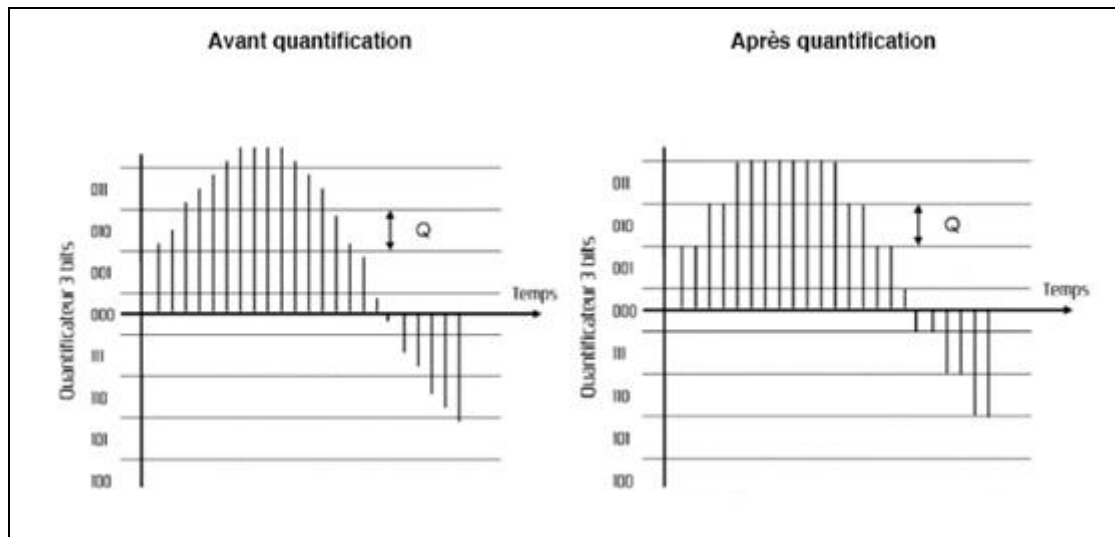 Avant quantification
Quantificateur 3 bits
011
010
001
000
111
110
101
100
Q
Temps
Après quantification
Quantificateur 3 bits
011
010
001
000
111
110
101
100
Q
Temps